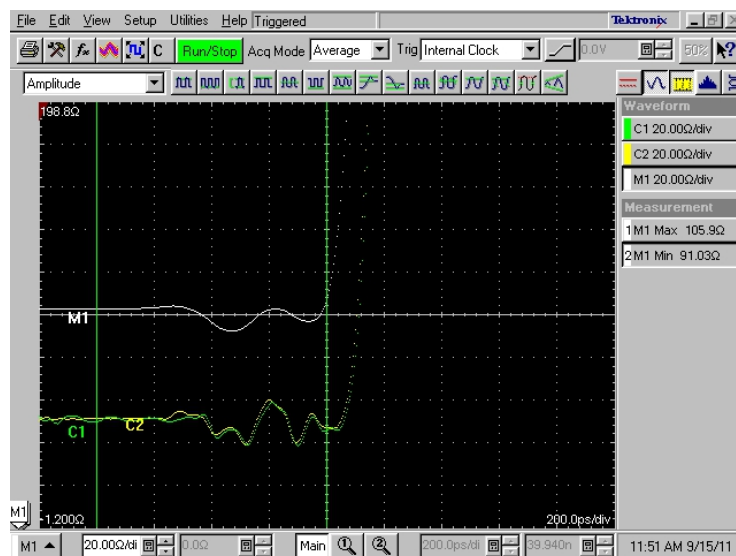 File Edit View Setup Utilities Help Triggered Tektronix
C Run/Stop Acq Mode Average Trig Internal Clock 0.0V 50%
Amplitude
198.8Ω
Waveform
C1 20.00Ω/div
C2 20.00Ω/div
M1 20.00Ω/div
Measurement
1 M1 Max 105.9Ω
2 M1 Min 91.03Ω
M1
C1 C2
M1
-1.200Ω 200.0ps/div
M1 20.00Ω/di 0.0Ω Main 1 2 200.0ps/di 39.940n 11:51 AM 9/15/11